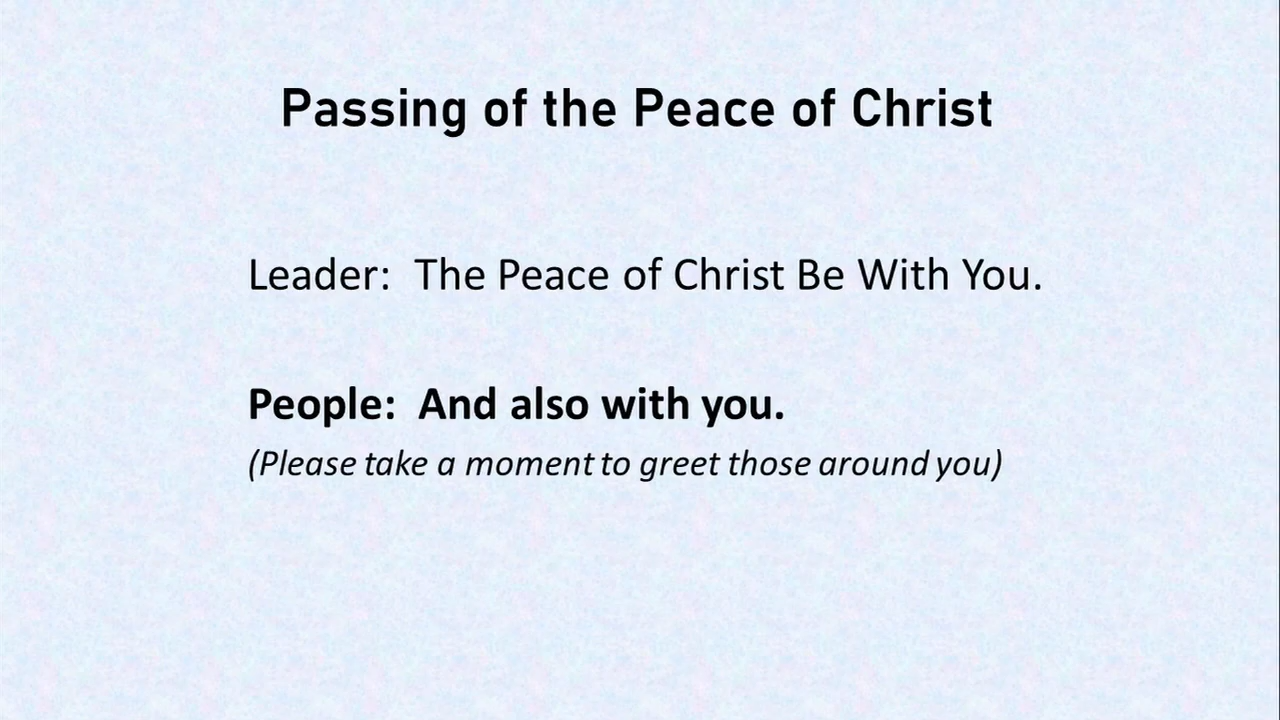 Passing of the Peace of Christ
Leader:  The Peace of Christ Be With You.
People:  And also with you.
(Please take a moment to greet those around you)